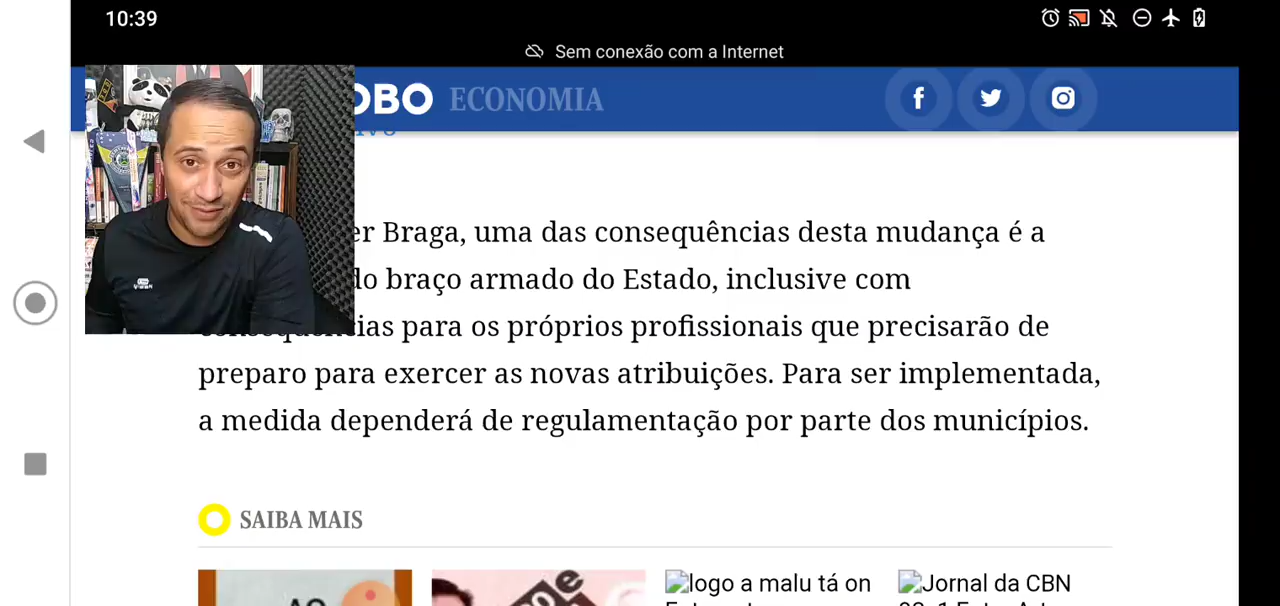 10:39
Sem conexão com a Internet
OBO ECONOMIA
er Braga, uma das consequências desta mudança é a
do braço armado do Estado, inclusive com
para os próprios profissionais que precisarão de
preparo para exercer as novas atribuições. Para ser implementada,
a medida dependerá de regulamentação por parte dos municípios.
SAIBA MAIS
logo a malu tá on
Jornal da CBN